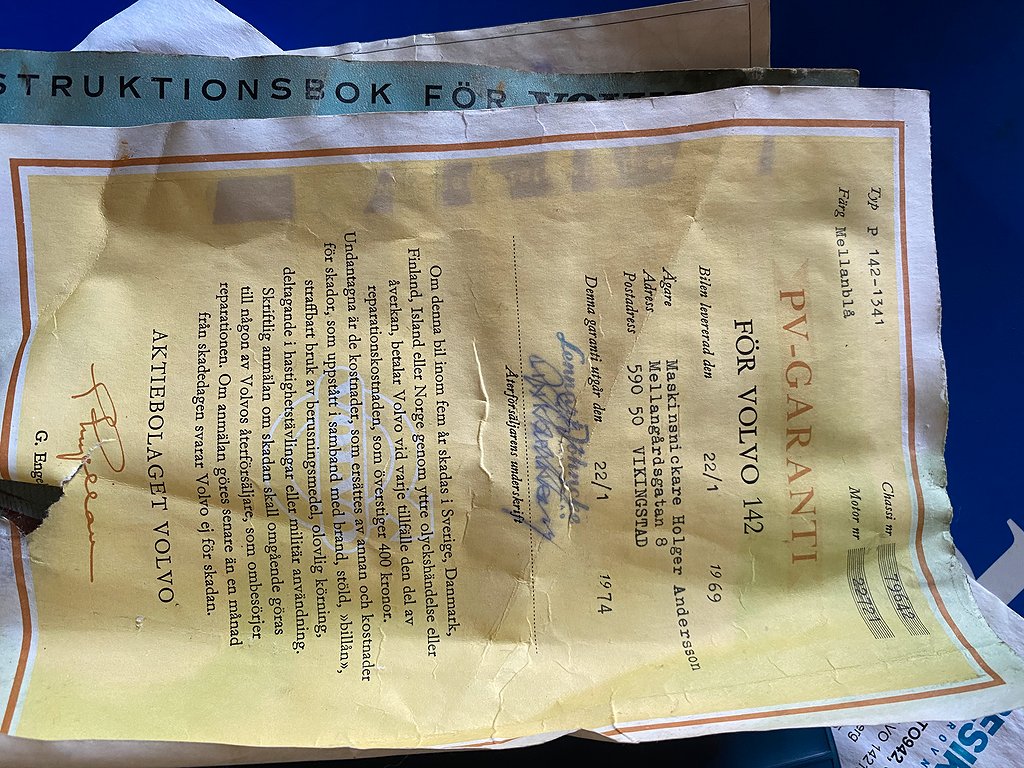 STRUKTIONSBOK FÖR VOLVO
Typ P 142-1341
Färg Mellanblå
Chassi nr 79642
Motor nr
PV-GARANTI
FÖR VOLVO 142
Bilen levererad den 22/1 1969
Ägare Maskinsnickare Holger Andersson
Adress Mellangårdsgatan 8
Postadress 590 50 VIKINGSTAD
Denna garanti utgår den 22/1 1974
Återförsäljarens underskrift
Om denna bil inom fem år skadas i Sverige, Danmark,
Finland, Island eller Norge genom yttre olyckshändelse eller
åverkan, betalar Volvo vid varje tillfälle den del av
reparationskostnaden, som överstiger 400 kronor.
Undantagna är de kostnader, som ersättes av annan och kostnader
för skador, som uppstått i samband med brand, stöld, »billån»,
straffbart bruk av berusningsmedel, olovlig körning,
deltagande i hastighetstävlingar eller militär användning.
Skriftlig anmälan om skadan skall omgående göras
till någon av Volvos återförsäljare, som ombesörjer
reparationen. Om anmälan göres senare än en månad
från skadedagen svarar Volvo ej för skadan.
AKTIEBOLAGET VOLVO
G. Enge